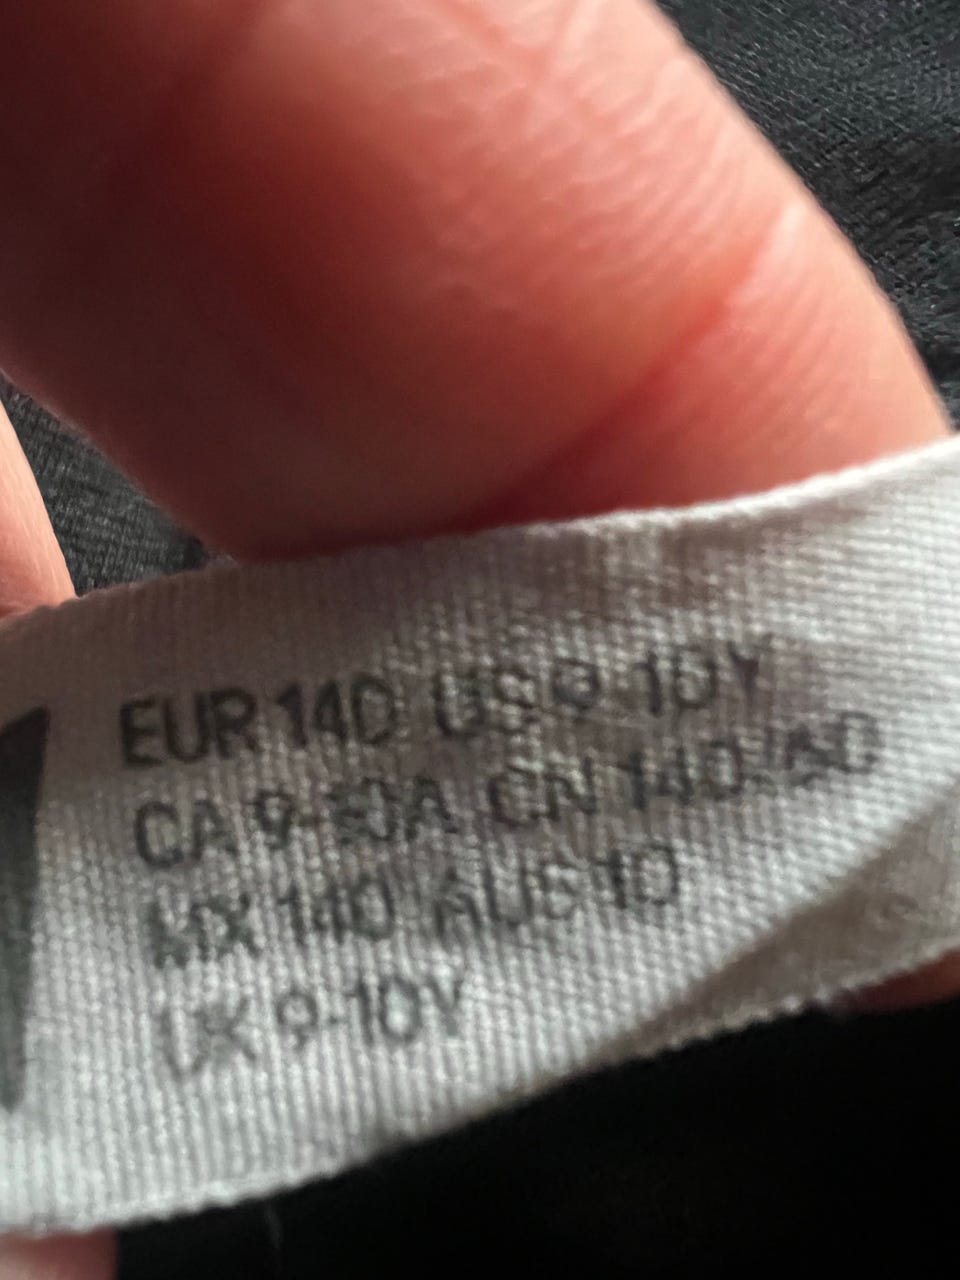 EUR 140 US 9-10Y
CA 9-10A CN 140/
MX 140 AUS 10
UK 9-10Y